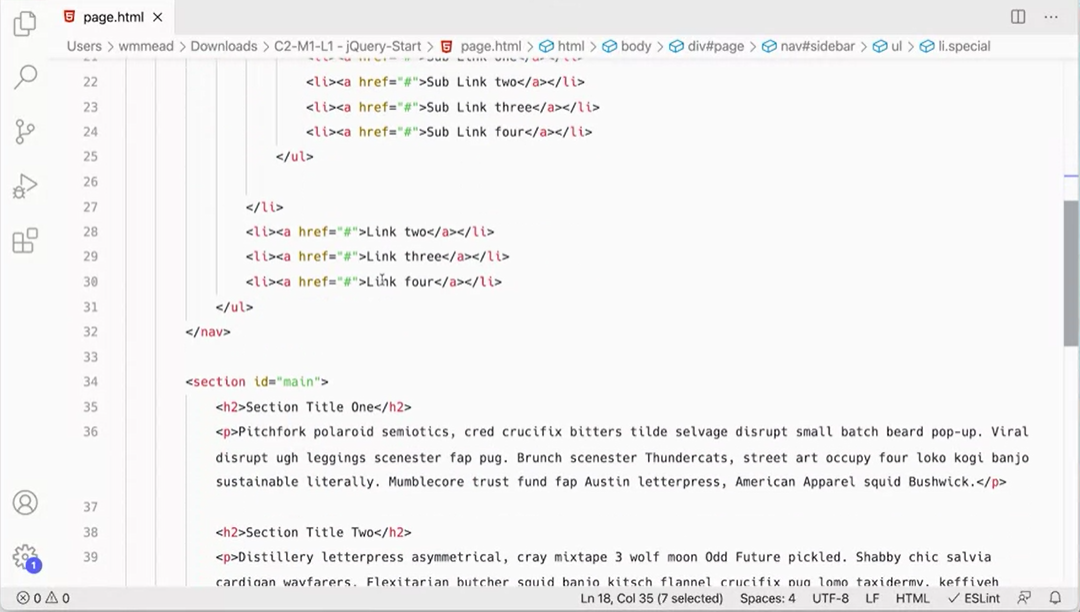 page.html
Users > wmmead > Downloads > C2-M1-L1 - jQuery-Start > page.html > html > body > div#page > nav#sidebar > ul > li.special
21 <li><a href="#">Sub Link one</a></li>
22 <li><a href="#">Sub Link two</a></li>
23 <li><a href="#">Sub Link three</a></li>
24 <li><a href="#">Sub Link four</a></li>
25 </ul>
26
27 </li>
28 <li><a href="#">Link two</a></li>
29 <li><a href="#">Link three</a></li>
30 <li><a href="#">Link four</a></li>
31 </ul>
32 </nav>
33
34 <section id="main">
35 <h2>Section Title One</h2>
36 <p>Pitchfork polaroid semiotics, cred crucifix bitters tilde selvage disrupt small batch beard pop-up. Viral
disrupt ugh leggings scenester fap pug. Brunch scenester Thundercats, street art occupy four loko kogi banjo
sustainable literally. Mumblecore trust fund fap Austin letterpress, American Apparel squid Bushwick.</p>
37
38 <h2>Section Title Two</h2>
39 <p>Distillery letterpress asymmetrical, cray mixtape 3 wolf moon Odd Future pickled. Shabby chic salvia
cardigan wayfarers. Flexitarian butcher squid banjo kitsch flannel crucifix pug lomo taxidermy, keffiyeh
1
0 0 Ln 18, Col 35 (7 selected) Spaces: 4 UTF-8 LF HTML ESLint